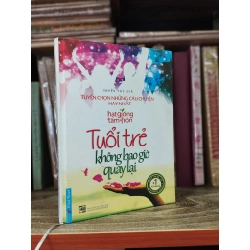 TUYỂN CHỌN NHỮNG CÂU CHUYỆN
HAY NHẤT
hạt giống
tâm hồn
Tuổi trẻ
không bao giờ
quay lại